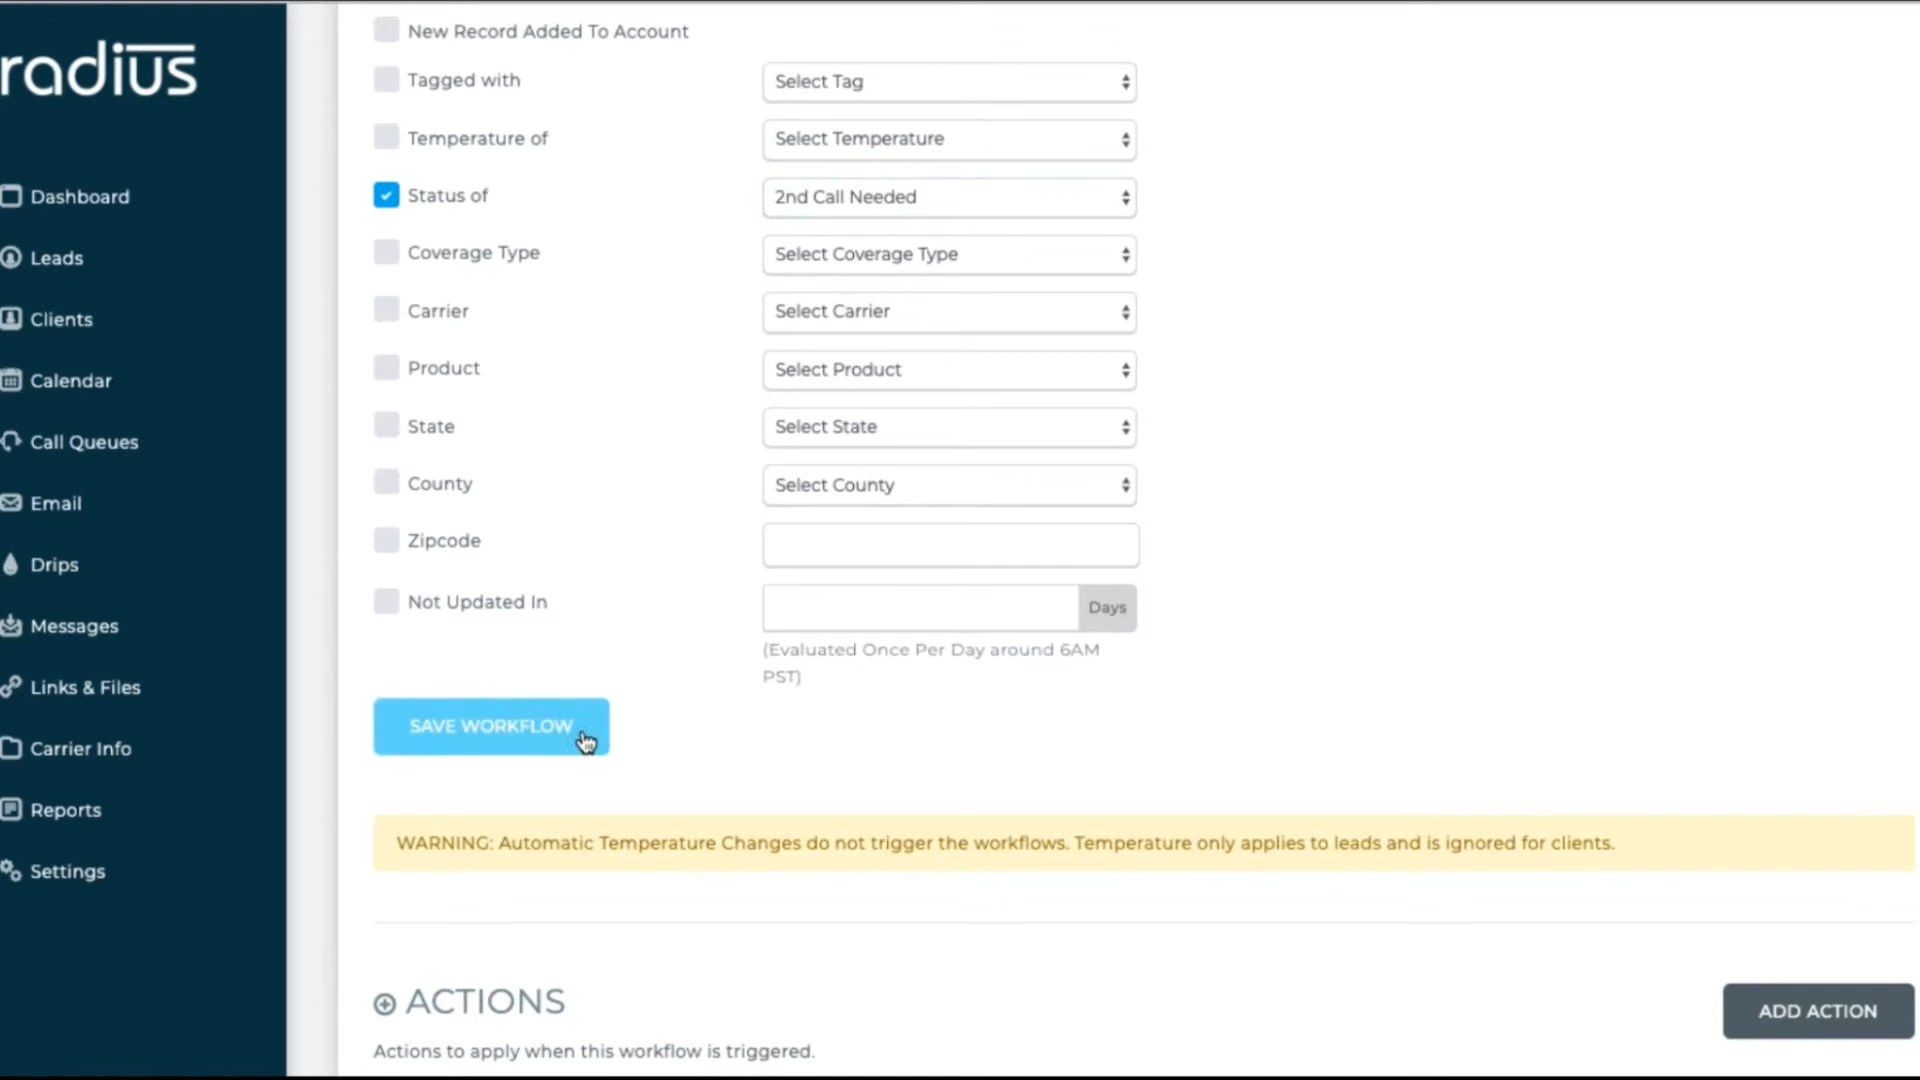 radius
Dashboard
Leads
Clients
Calendar
Call Queues
Email
Drips
Messages
Links & Files
Carrier Info
Reports
Settings
New Record Added To Account
Tagged with
Select Tag
Temperature of
Select Temperature
Status of
2nd Call Needed
Coverage Type
Select Coverage Type
Carrier
Select Carrier
Product
Select Product
State
Select State
County
Select County
Zipcode
Not Updated In
Days
(Evaluated Once Per Day around 6AM
PST)
SAVE WORKFLOW
WARNING: Automatic Temperature Changes do not trigger the workflows. Temperature only applies to leads and is ignored for clients.
ACTIONS
ADD ACTION
Actions to apply when this workflow is triggered.